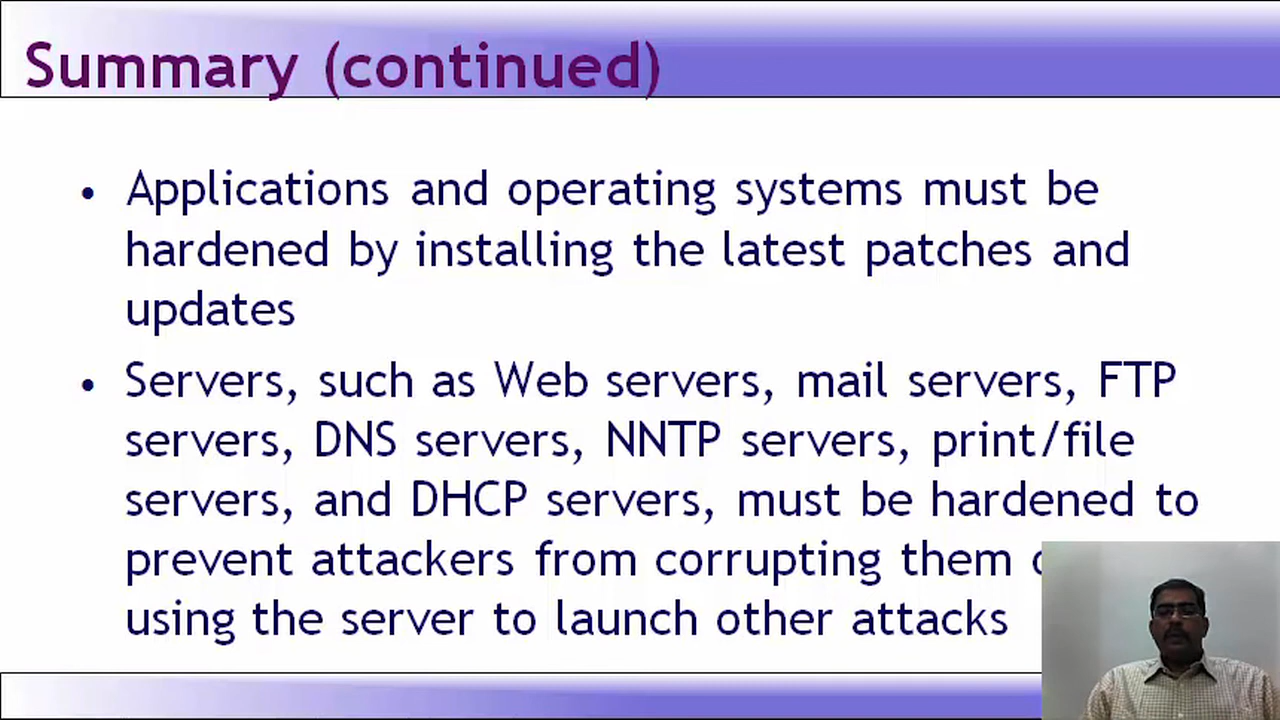 Summary (continued)
• Applications and operating systems must be
hardened by installing the latest patches and
updates
• Servers, such as Web servers, mail servers, FTP
servers, DNS servers, NNTP servers, print/file
servers, and DHCP servers, must be hardened to
prevent attackers from corrupting them
using the server to launch other attacks